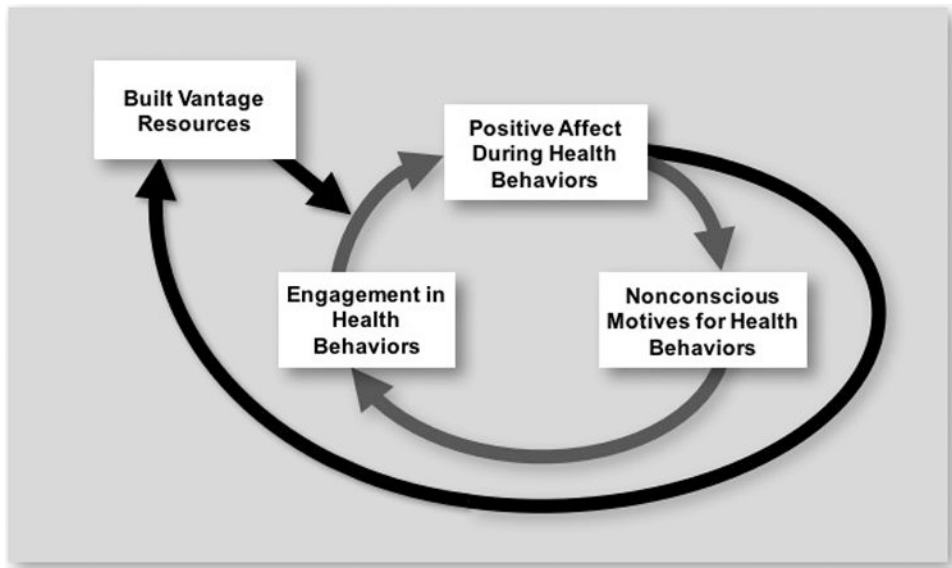 Built Vantage
Resources
Positive Affect
During Health
Behaviors
Engagement in
Health
Behaviors
Nonconscious
Motives for Health
Behaviors